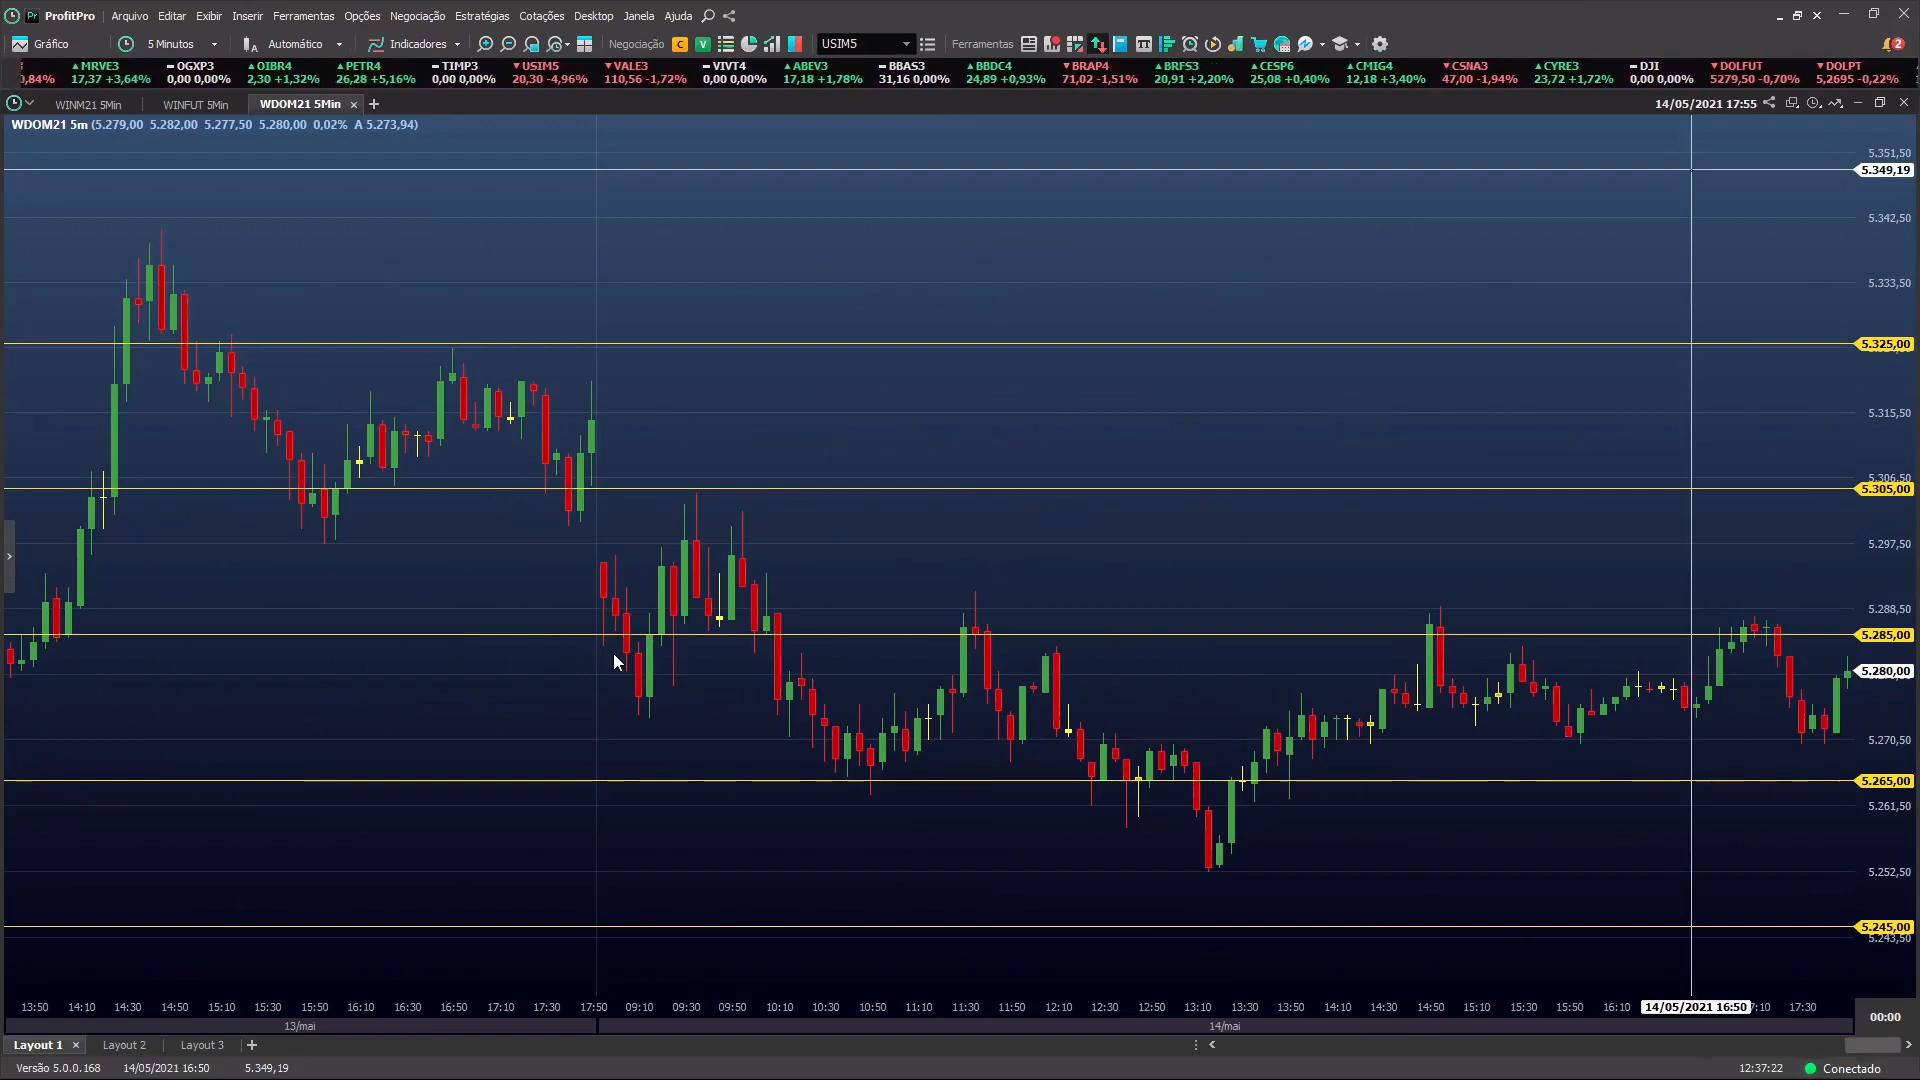 ProfitPro Arquivo Editar Exibir Inserir Ferramentas Opções Negociação Estratégias Cotações Desktop Janela Ajuda
Gráfico 5 Minutos Automático Indicadores Negociação C V USIM5 Ferramentas 2
MRVE3 OGXP3 OIBR4 PETR4 TIMP3 USIM5 VALE3 VIVT4 ABEV3 BBAS3 BBDC4 BRAP4 BRFS3 CESP6 CMIG4 CSNA3 CYRE3 DJI DOLFUT DOLPT
0,84% 17,37 +3,64% 0,00 0,00% 2,30 +1,32% 26,28 +5,16% 0,00 0,00% 20,30 -4,96% 110,56 -1,72% 0,00 0,00% 17,18 +1,78% 31,16 0,00% 24,89 +0,93% 71,02 -1,51% 20,91 +2,20% 25,08 +0,40% 12,18 +3,40% 47,00 -1,94% 23,72 +1,72% 0,00 0,00% 5279,50 -0,70% 5,2695 -0,22%
WINM21 5Min WINFUT 5Min WDOM21 5Min 14/05/2021 17:55
WDOM21 5m (5.279,00 5.282,00 5.277,50 5.280,00 0,02% A 5.273,94)
5.351,50
5.349,19
5.342,50
5.333,50
5.325,00
5.315,50
5.306,50
5.305,00
5.297,50
5.288,50
5.285,00
5.280,00
5.270,50
5.265,00
5.261,50
5.252,50
5.245,00
5.243,50
13:50 14:10 14:30 14:50 15:10 15:30 15:50 16:10 16:30 16:50 17:10 17:30 17:50 09:10 09:30 09:50 10:10 10:30 10:50 11:10 11:30 11:50 12:10 12:30 12:50 13:10 13:30 13:50 14:10 14:30 14:50 15:10 15:30 15:50 16:10 14/05/2021 16:50 7:10 17:30
00:00
13/mai 14/mai
Layout 1 Layout 2 Layout 3
Versão 5.0.0.168 14/05/2021 16:50 5.349,19 12:37:22 Conectado